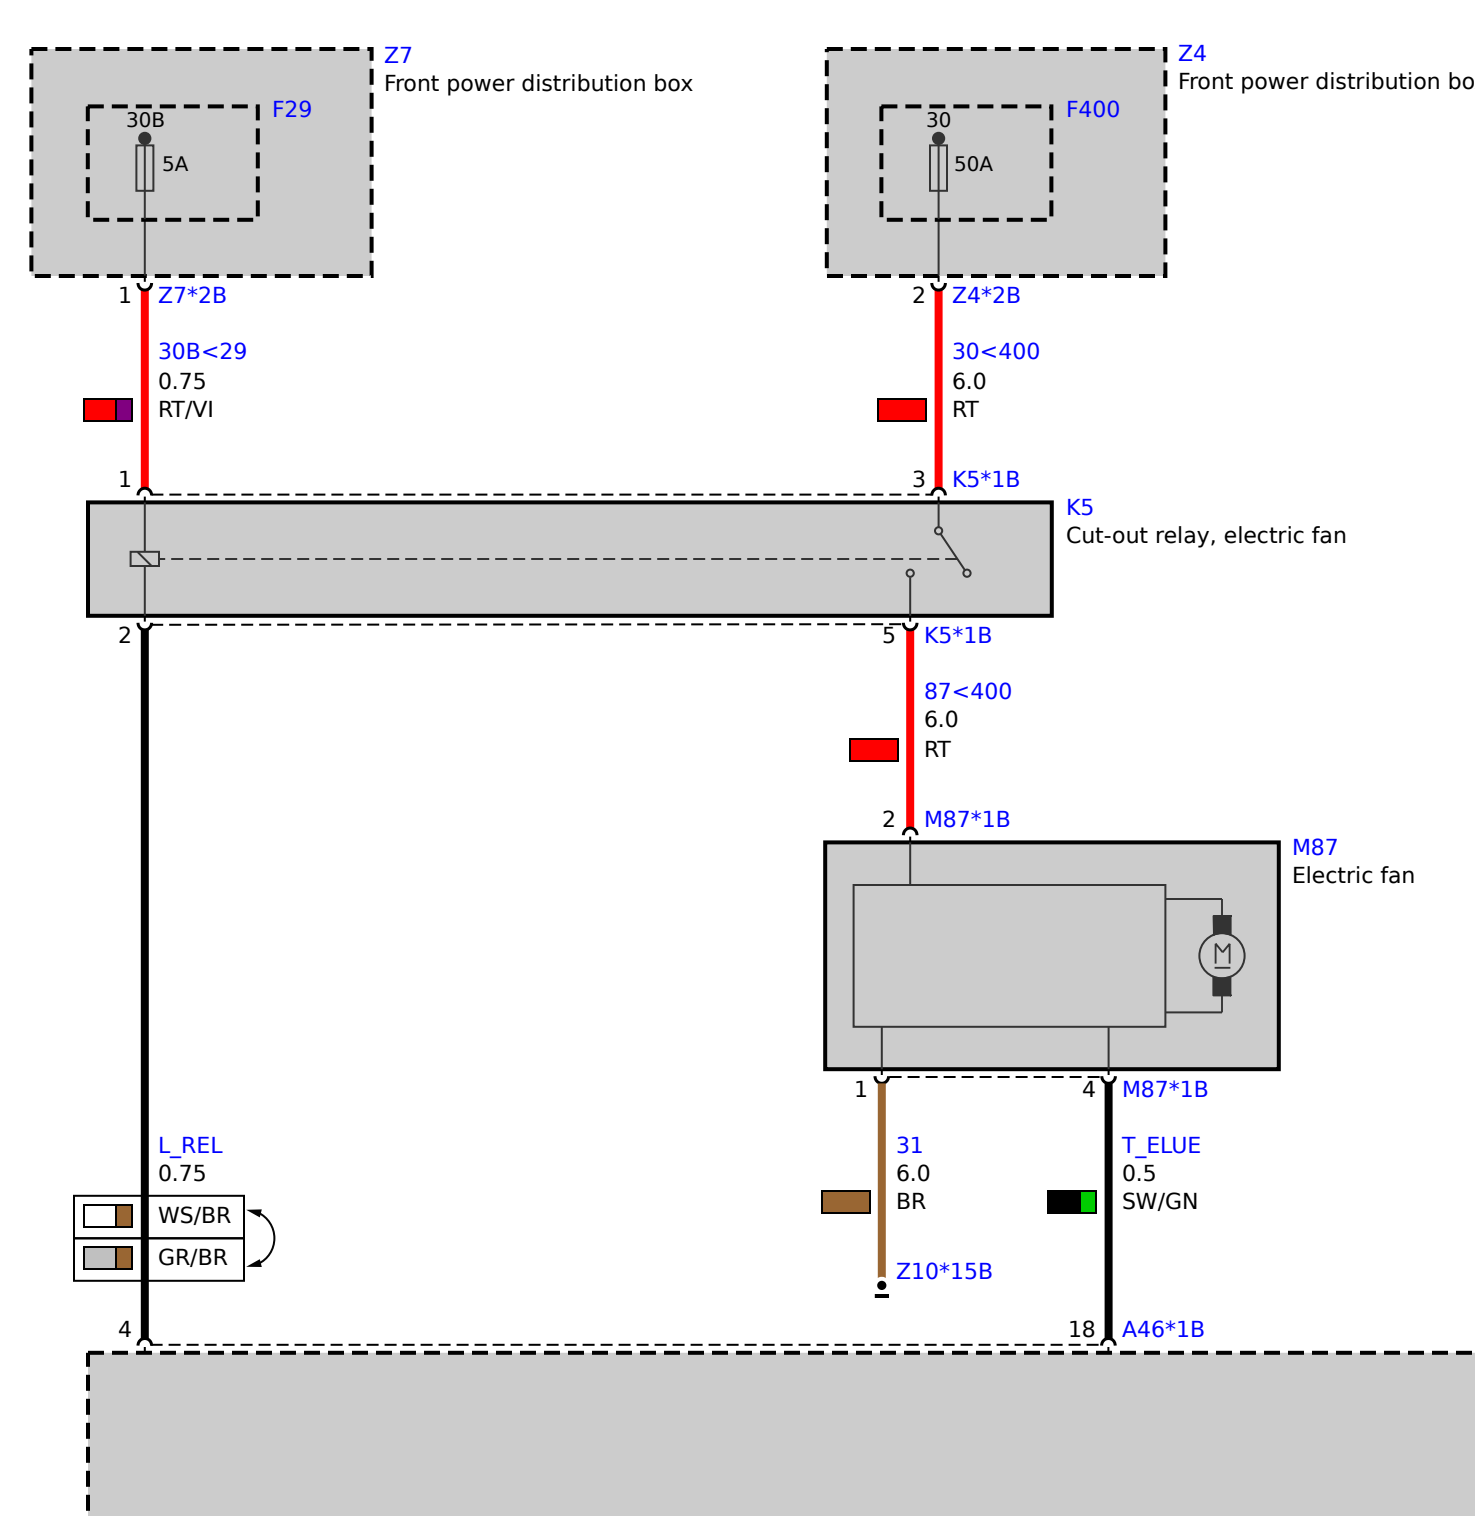 Z7
Front power distribution box
F29
30B
5A
Z4
Front power distribution bo
F400
30
50A
1 Z7*2B
2 Z4*2B
30B<29
0.75
RT/VI
30<400
6.0
RT
1
3 K5*1B
K5
Cut-out relay, electric fan
2
5 K5*1B
87<400
6.0
RT
2 M87*1B
M87
Electric fan
M
1
4 M87*1B
L_REL
0.75
WS/BR
GR/BR
31
6.0
BR
T_ELUE
0.5
SW/GN
Z10*15B
4
18 A46*1B